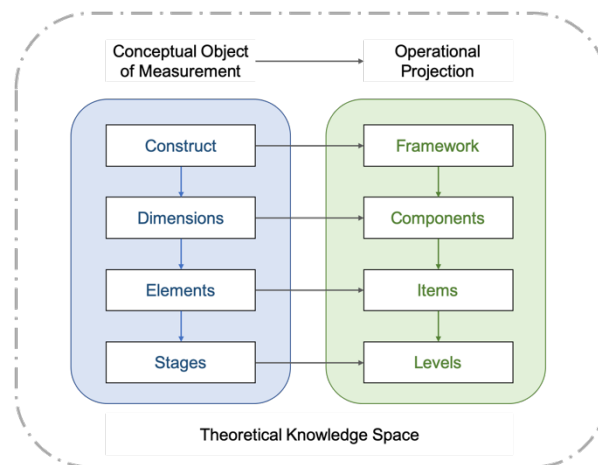 Conceptual Object
of Measurement
Operational
Projection
Construct
Framework
Dimensions
Components
Elements
Items
Stages
Levels
Theoretical Knowledge Space